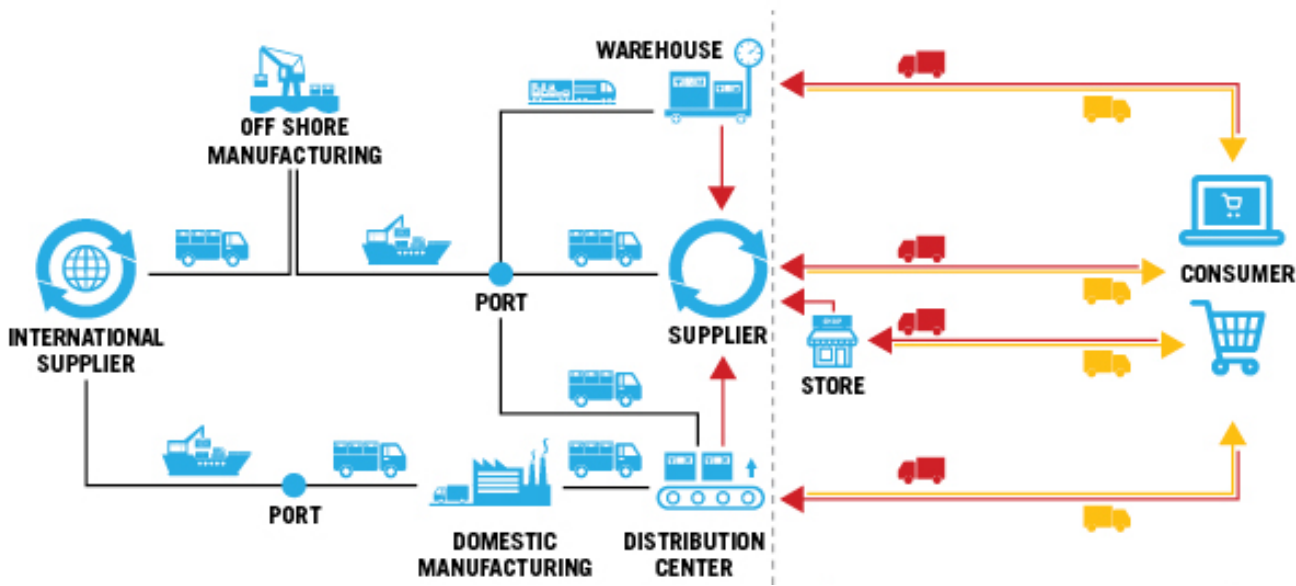 WAREHOUSE
OFF SHORE
MANUFACTURING
INTERNATIONAL
SUPPLIER
PORT
SUPPLIER
CONSUMER
STORE
PORT
DOMESTIC
MANUFACTURING
DISTRIBUTION
CENTER